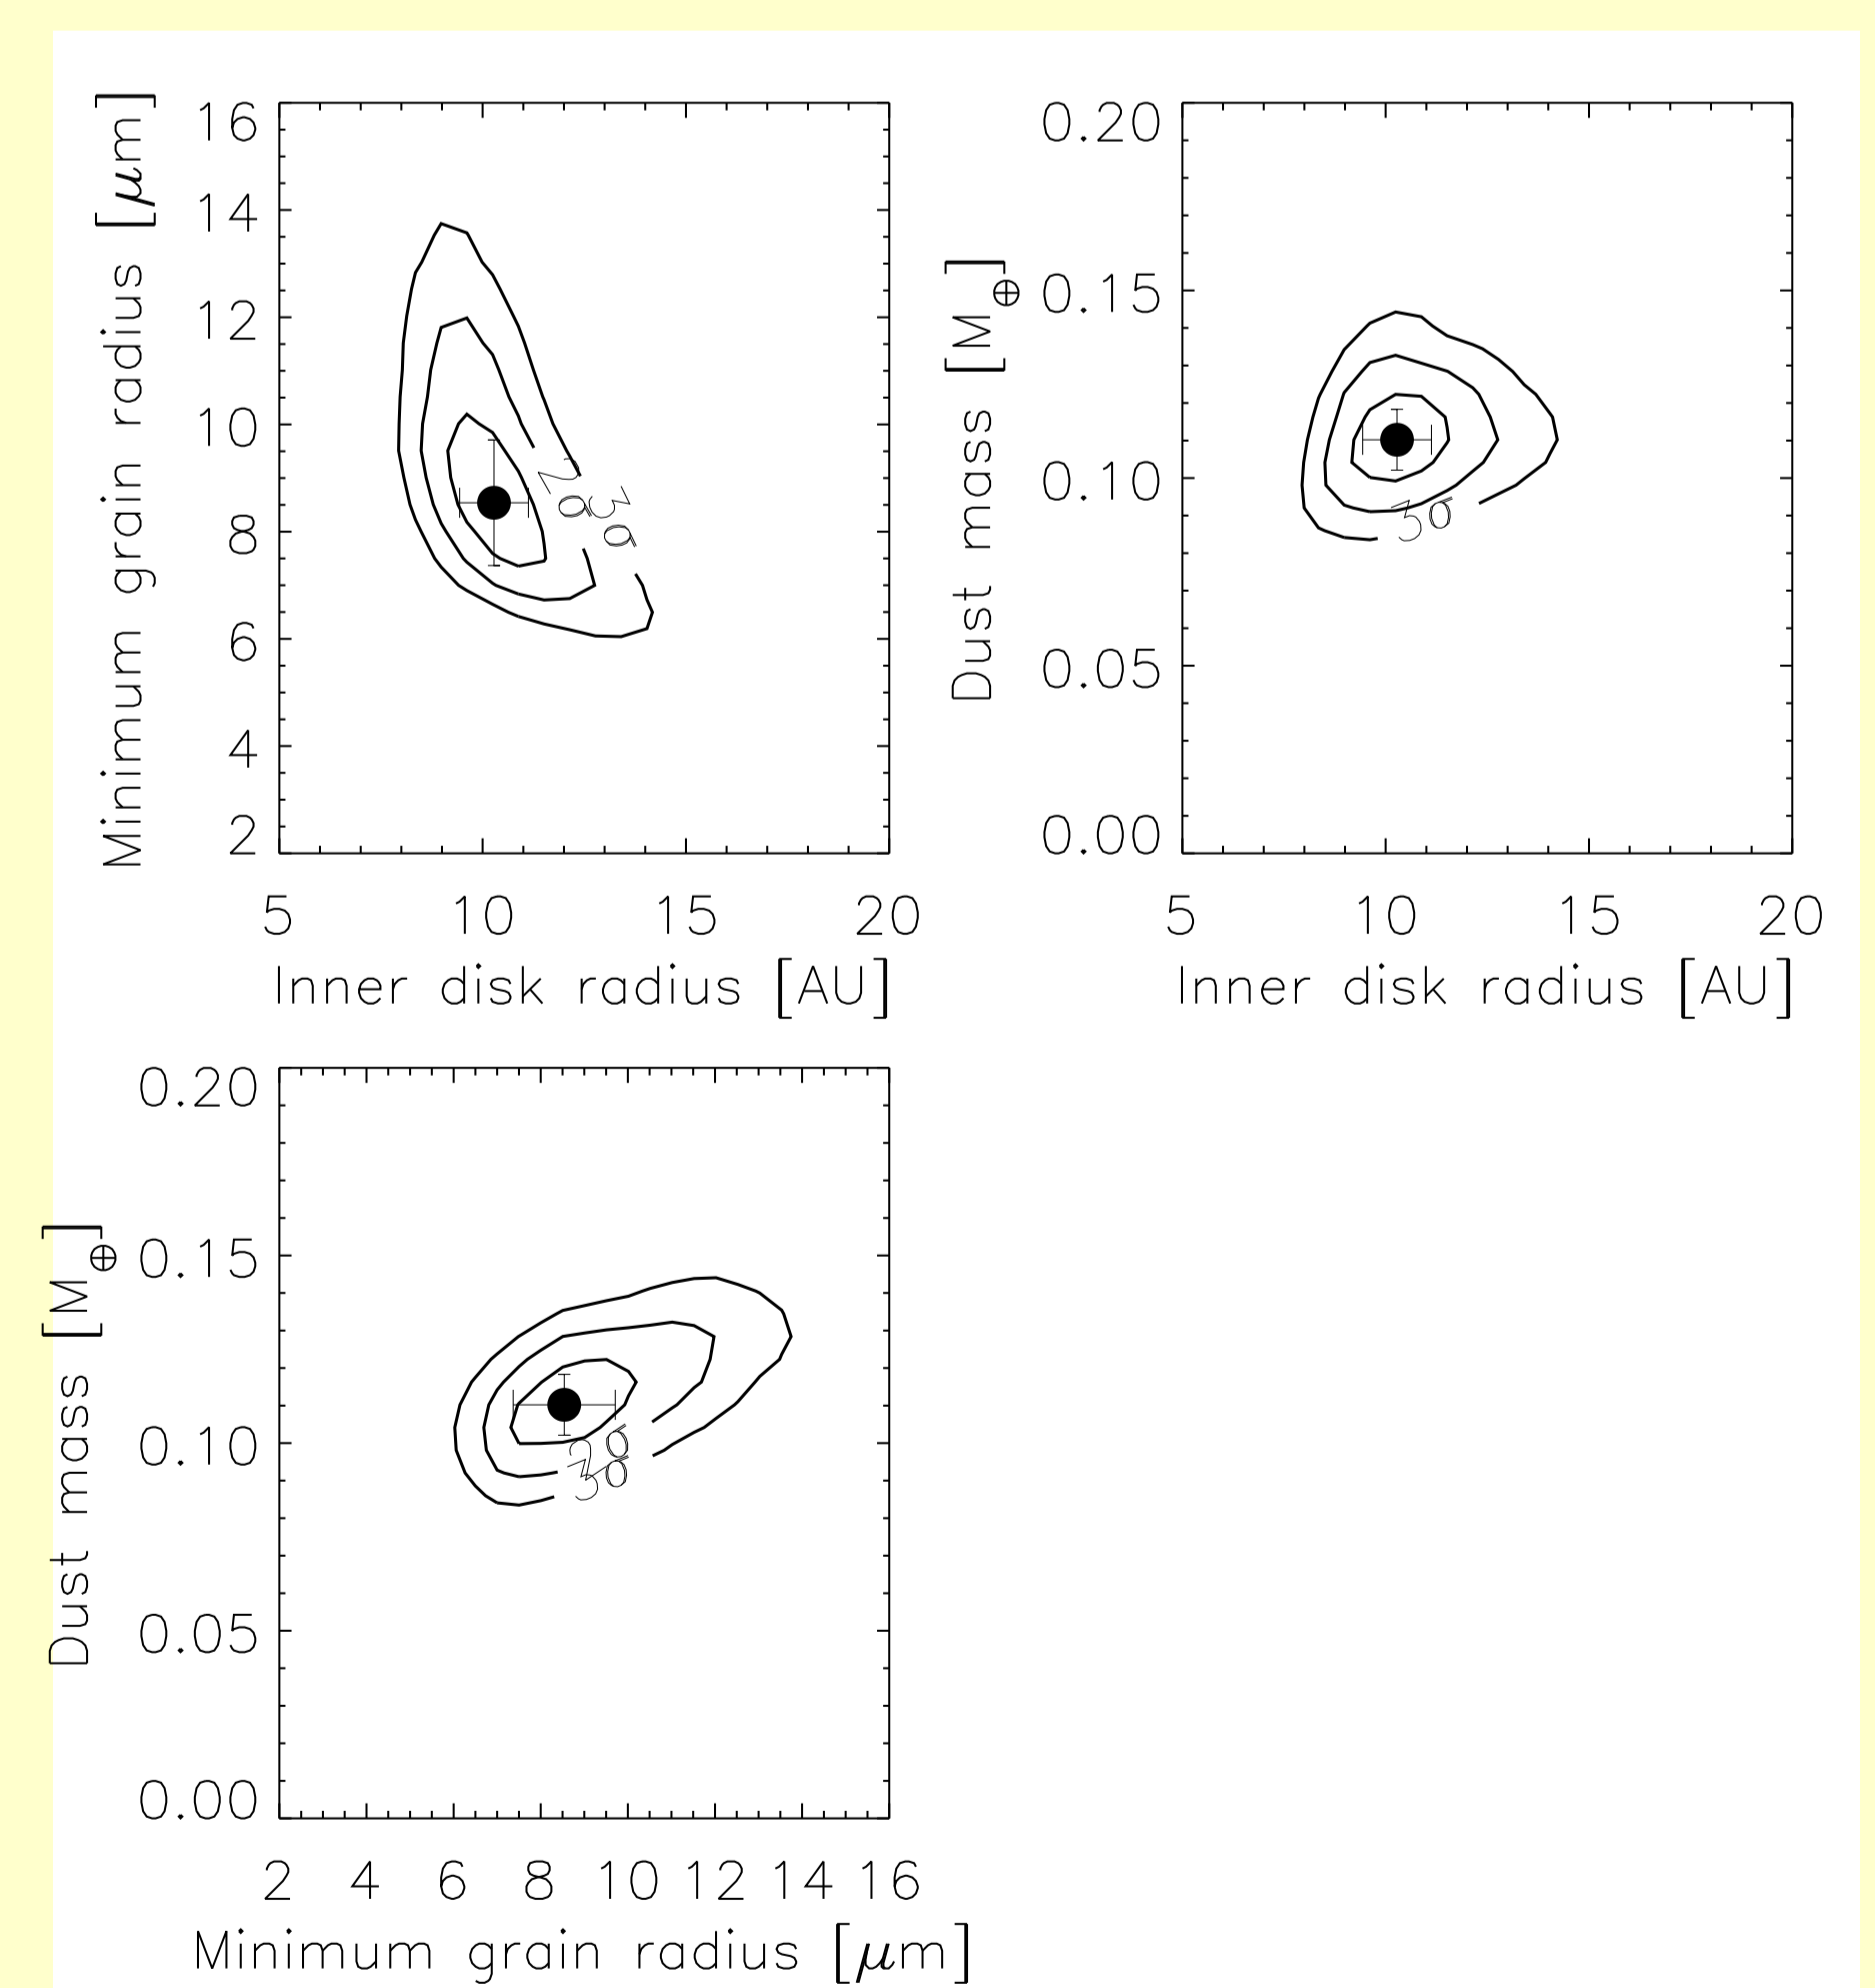 Minimum grain radius [μm]
16
14
12
10
8
6
4
2
2σ
3σ
5 10 15 20
Inner disk radius [AU]
Dust mass [M⊕]
0.20
0.15
0.10
0.05
0.00
3σ
5 10 15 20
Inner disk radius [AU]
Dust mass [M⊕]
0.20
0.15
0.10
0.05
0.00
2σ
3σ
2 4 6 8 10 12 14 16
Minimum grain radius [μm]